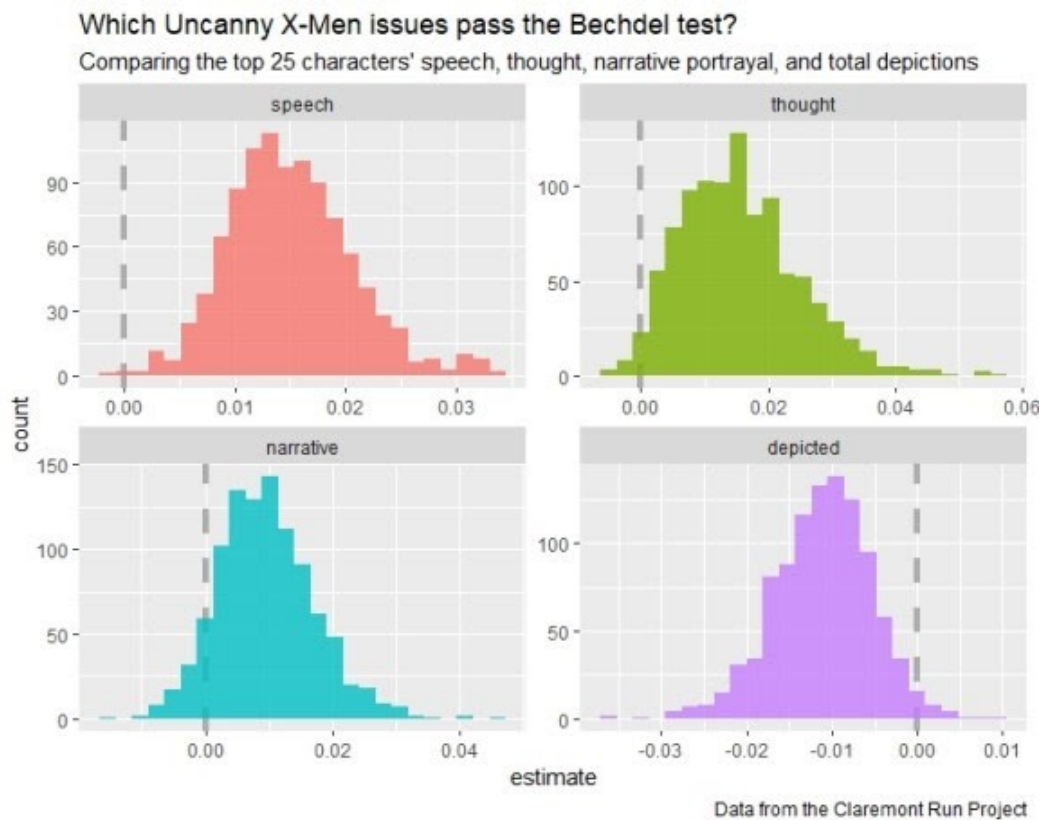 Which Uncanny X-Men issues pass the Bechdel test?
Comparing the top 25 characters' speech, thought, narrative portrayal, and total depictions
speech
90
60
30
0
0.00 0.01 0.02 0.03
thought
100
50
0
0.00 0.02 0.04 0.06
count
narrative
150
100
50
0
0.00 0.02 0.04
depicted
100
50
0
-0.03 -0.02 -0.01 0.00 0.01
estimate
Data from the Claremont Run Project